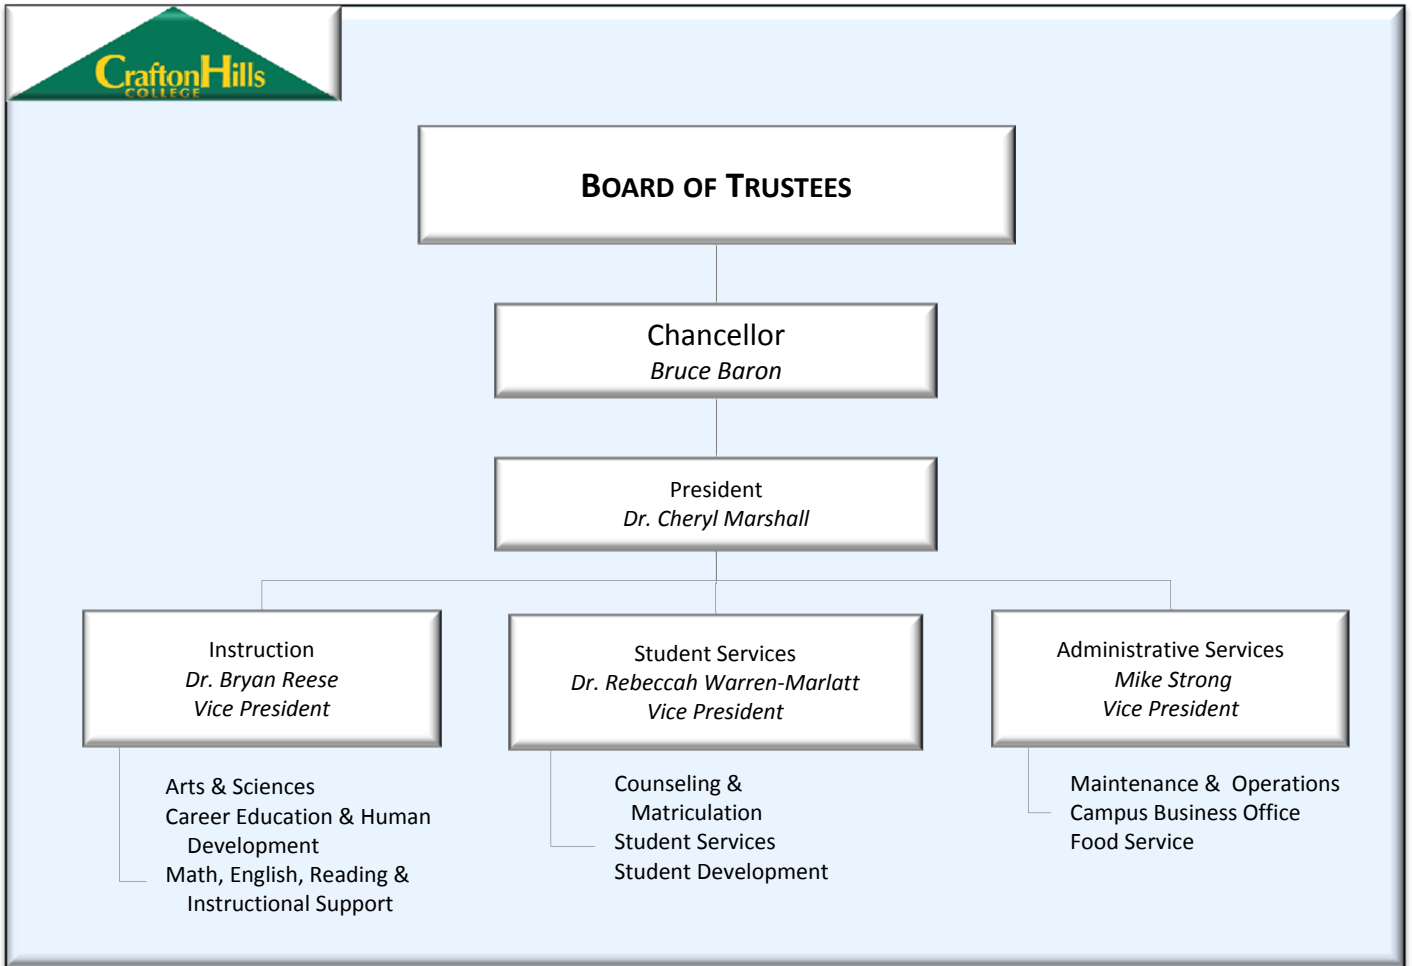 CraftonHills
COLLEGE
BOARD OF TRUSTEES
Chancellor
Bruce Baron
President
Dr. Cheryl Marshall
Instruction
Dr. Bryan Reese
Vice President
Student Services
Dr. Rebeccah Warren-Marlatt
Vice President
Administrative Services
Mike Strong
Vice President
Arts & Sciences
Career Education & Human
Development
Math, English, Reading &
Instructional Support
Counseling &
Matriculation
Student Services
Student Development
Maintenance & Operations
Campus Business Office
Food Service